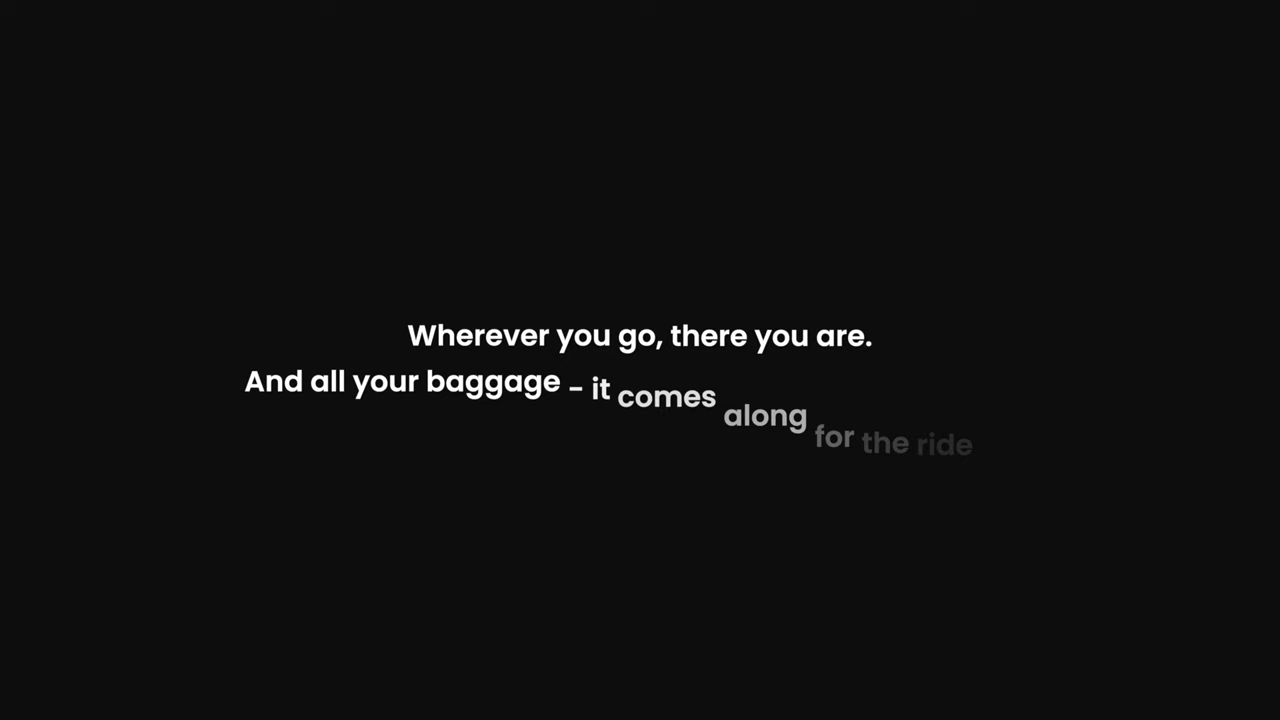 Wherever you go, there you are.
And all your baggage - it comes along for the ride